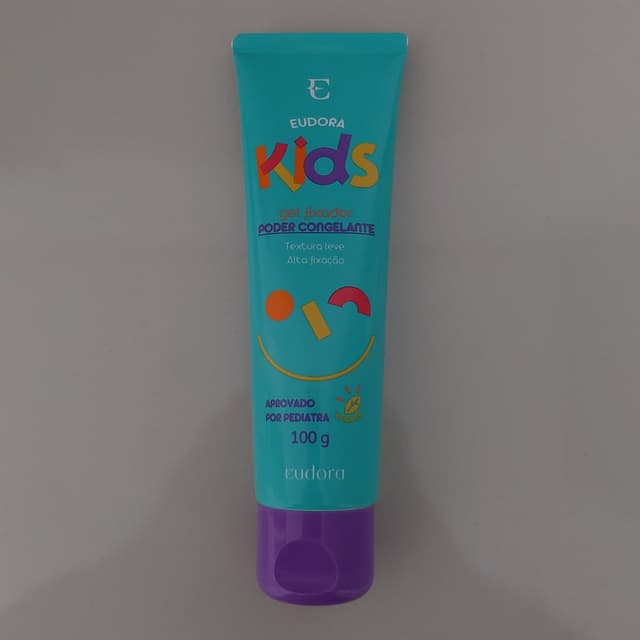 E
EUDORA
Kids
gel fixador
PODER CONGELANTE
Textura leve
Alta fixação
APROVADO
POR PEDIATRA
100 g
eudora